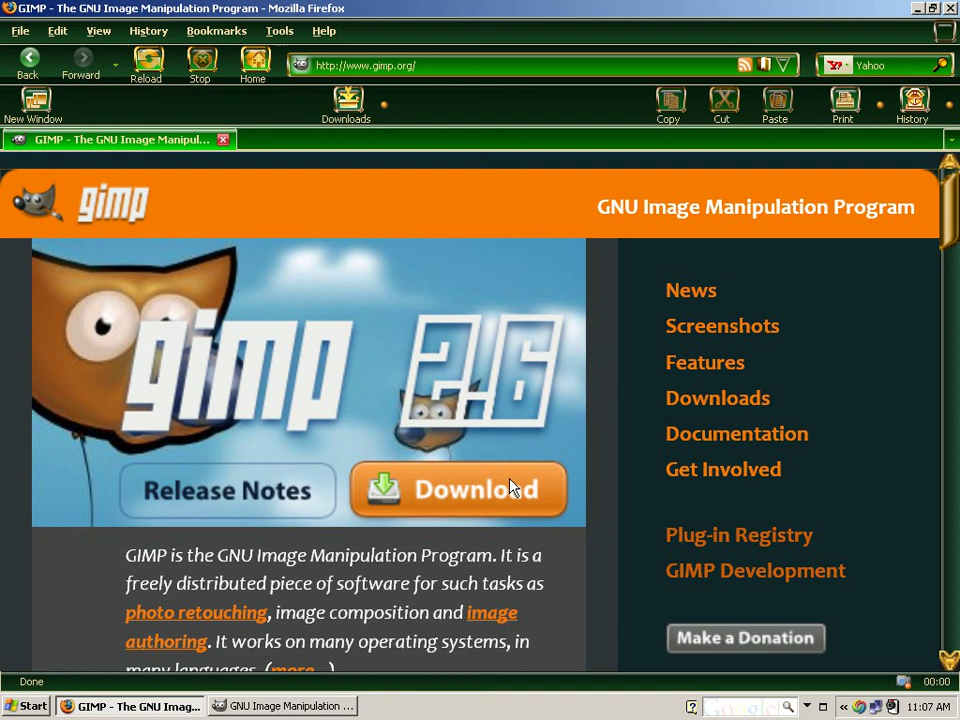 GIMP - The GNU Image Manipulation Program - Mozilla Firefox
File Edit View History Bookmarks Tools Help
Back Forward Reload Stop Home http://www.gimp.org/ Yahoo
New Window Downloads Copy Cut Paste Print History
GIMP - The GNU Image Manipul...
gimp GNU Image Manipulation Program
gimp 2.6
Release Notes Download
GIMP is the GNU Image Manipulation Program. It is a
freely distributed piece of software for such tasks as
photo retouching, image composition and image
authoring. It works on many operating systems, in
many languages. (more...)
News
Screenshots
Features
Downloads
Documentation
Get Involved
Plug-in Registry
GIMP Development
Make a Donation
Done 00:00
Start GIMP - The GNU Imag... GNU Image Manipulation ... Google 11:07 AM